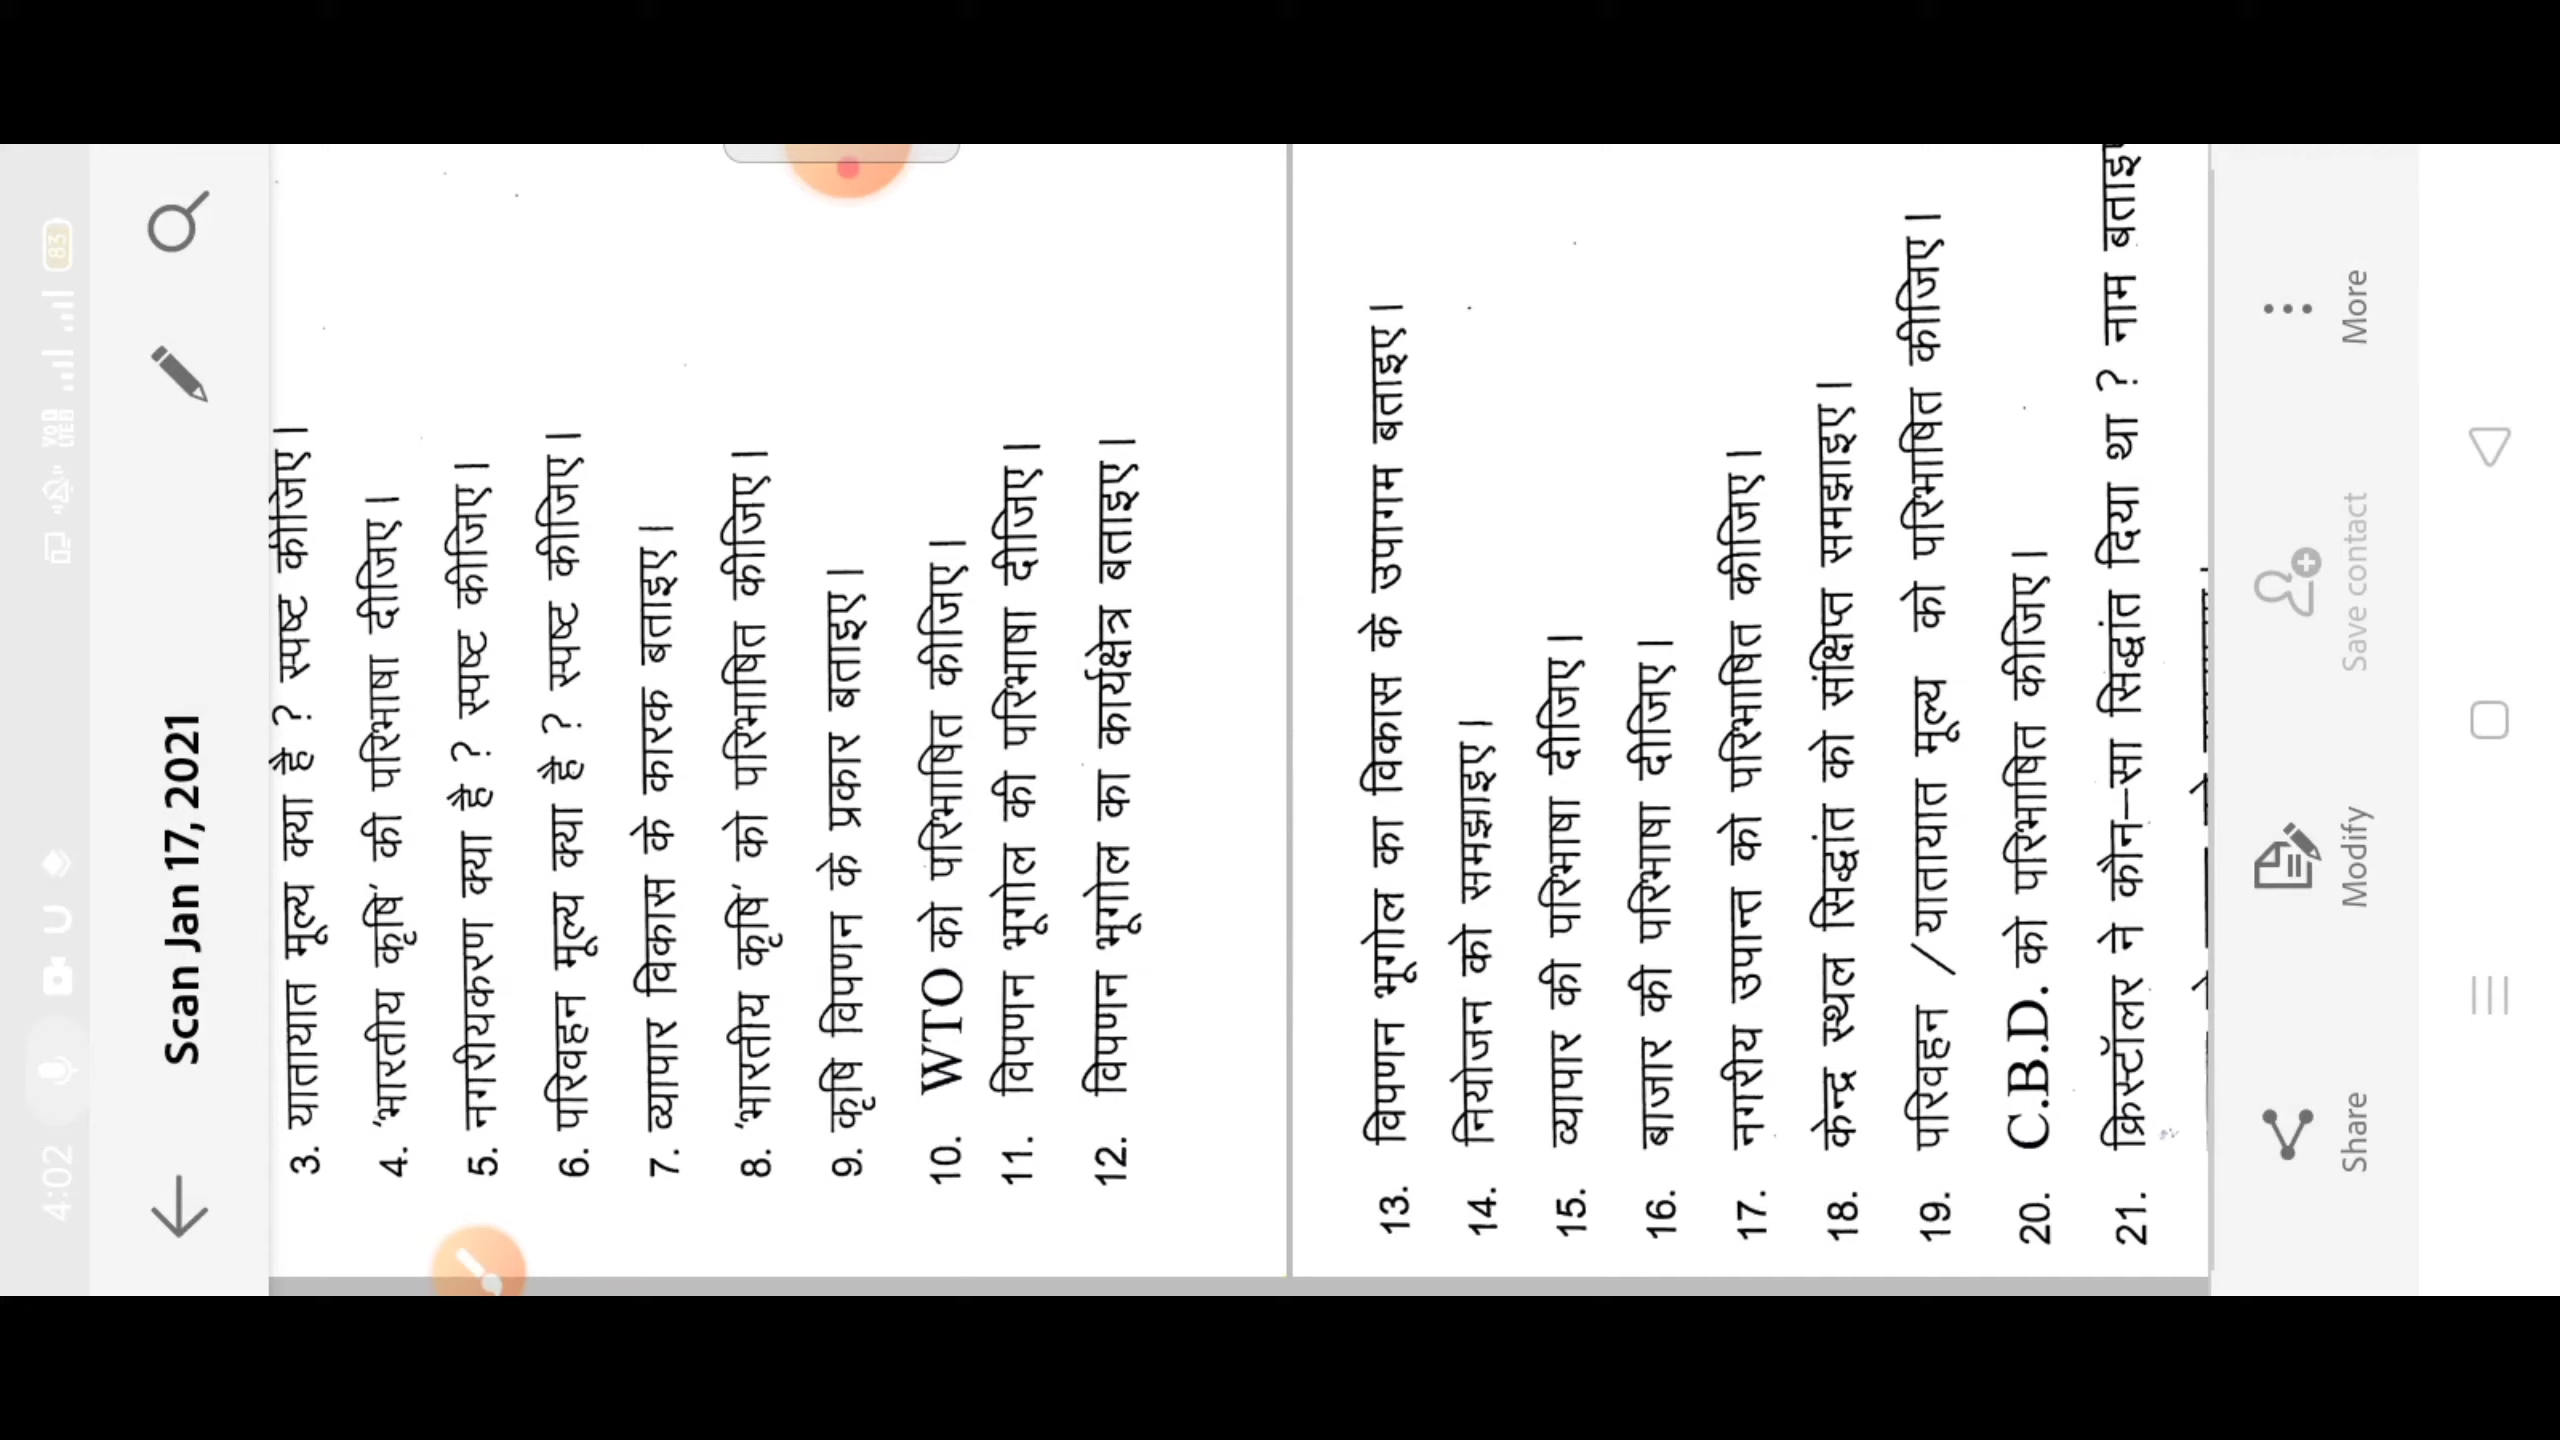 4:02
VoLTE
83
Scan Jan 17, 2021
3. यातायात मूल्य क्या है ? स्पष्ट कीजिए।
4. 'भारतीय कृषि' की परिभाषा दीजिए।
5. नगरीयकरण क्या है ? स्पष्ट कीजिए।
6. परिवहन मूल्य क्या है ? स्पष्ट कीजिए।
7. व्यापार विकास के कारक बताइए।
8. 'भारतीय कृषि' को परिभाषित कीजिए।
9. कृषि विपणन के प्रकार बताइए।
10. WTO को परिभाषित कीजिए।
11. विपणन भूगोल की परिभाषा दीजिए।
12. विपणन भूगोल का कार्यक्षेत्र बताइए।
13. विपणन भूगोल का विकास के उपागम बताइए।
14. नियोजन को समझाइए।
15. व्यापार की परिभाषा दीजिए।
16. बाजार की परिभाषा दीजिए।
17. नगरीय उपान्त को परिभाषित कीजिए।
18. केन्द्र स्थल सिद्धांत को संक्षिप्त समझाइए।
19. परिवहन /यातायात मूल्य को परिभाषित कीजिए।
20. C.B.D. को परिभाषित कीजिए।
21. क्रिस्टॉलर ने कौन–सा सिद्धांत दिया था ? नाम बताइए
Share
Modify
Save contact
More